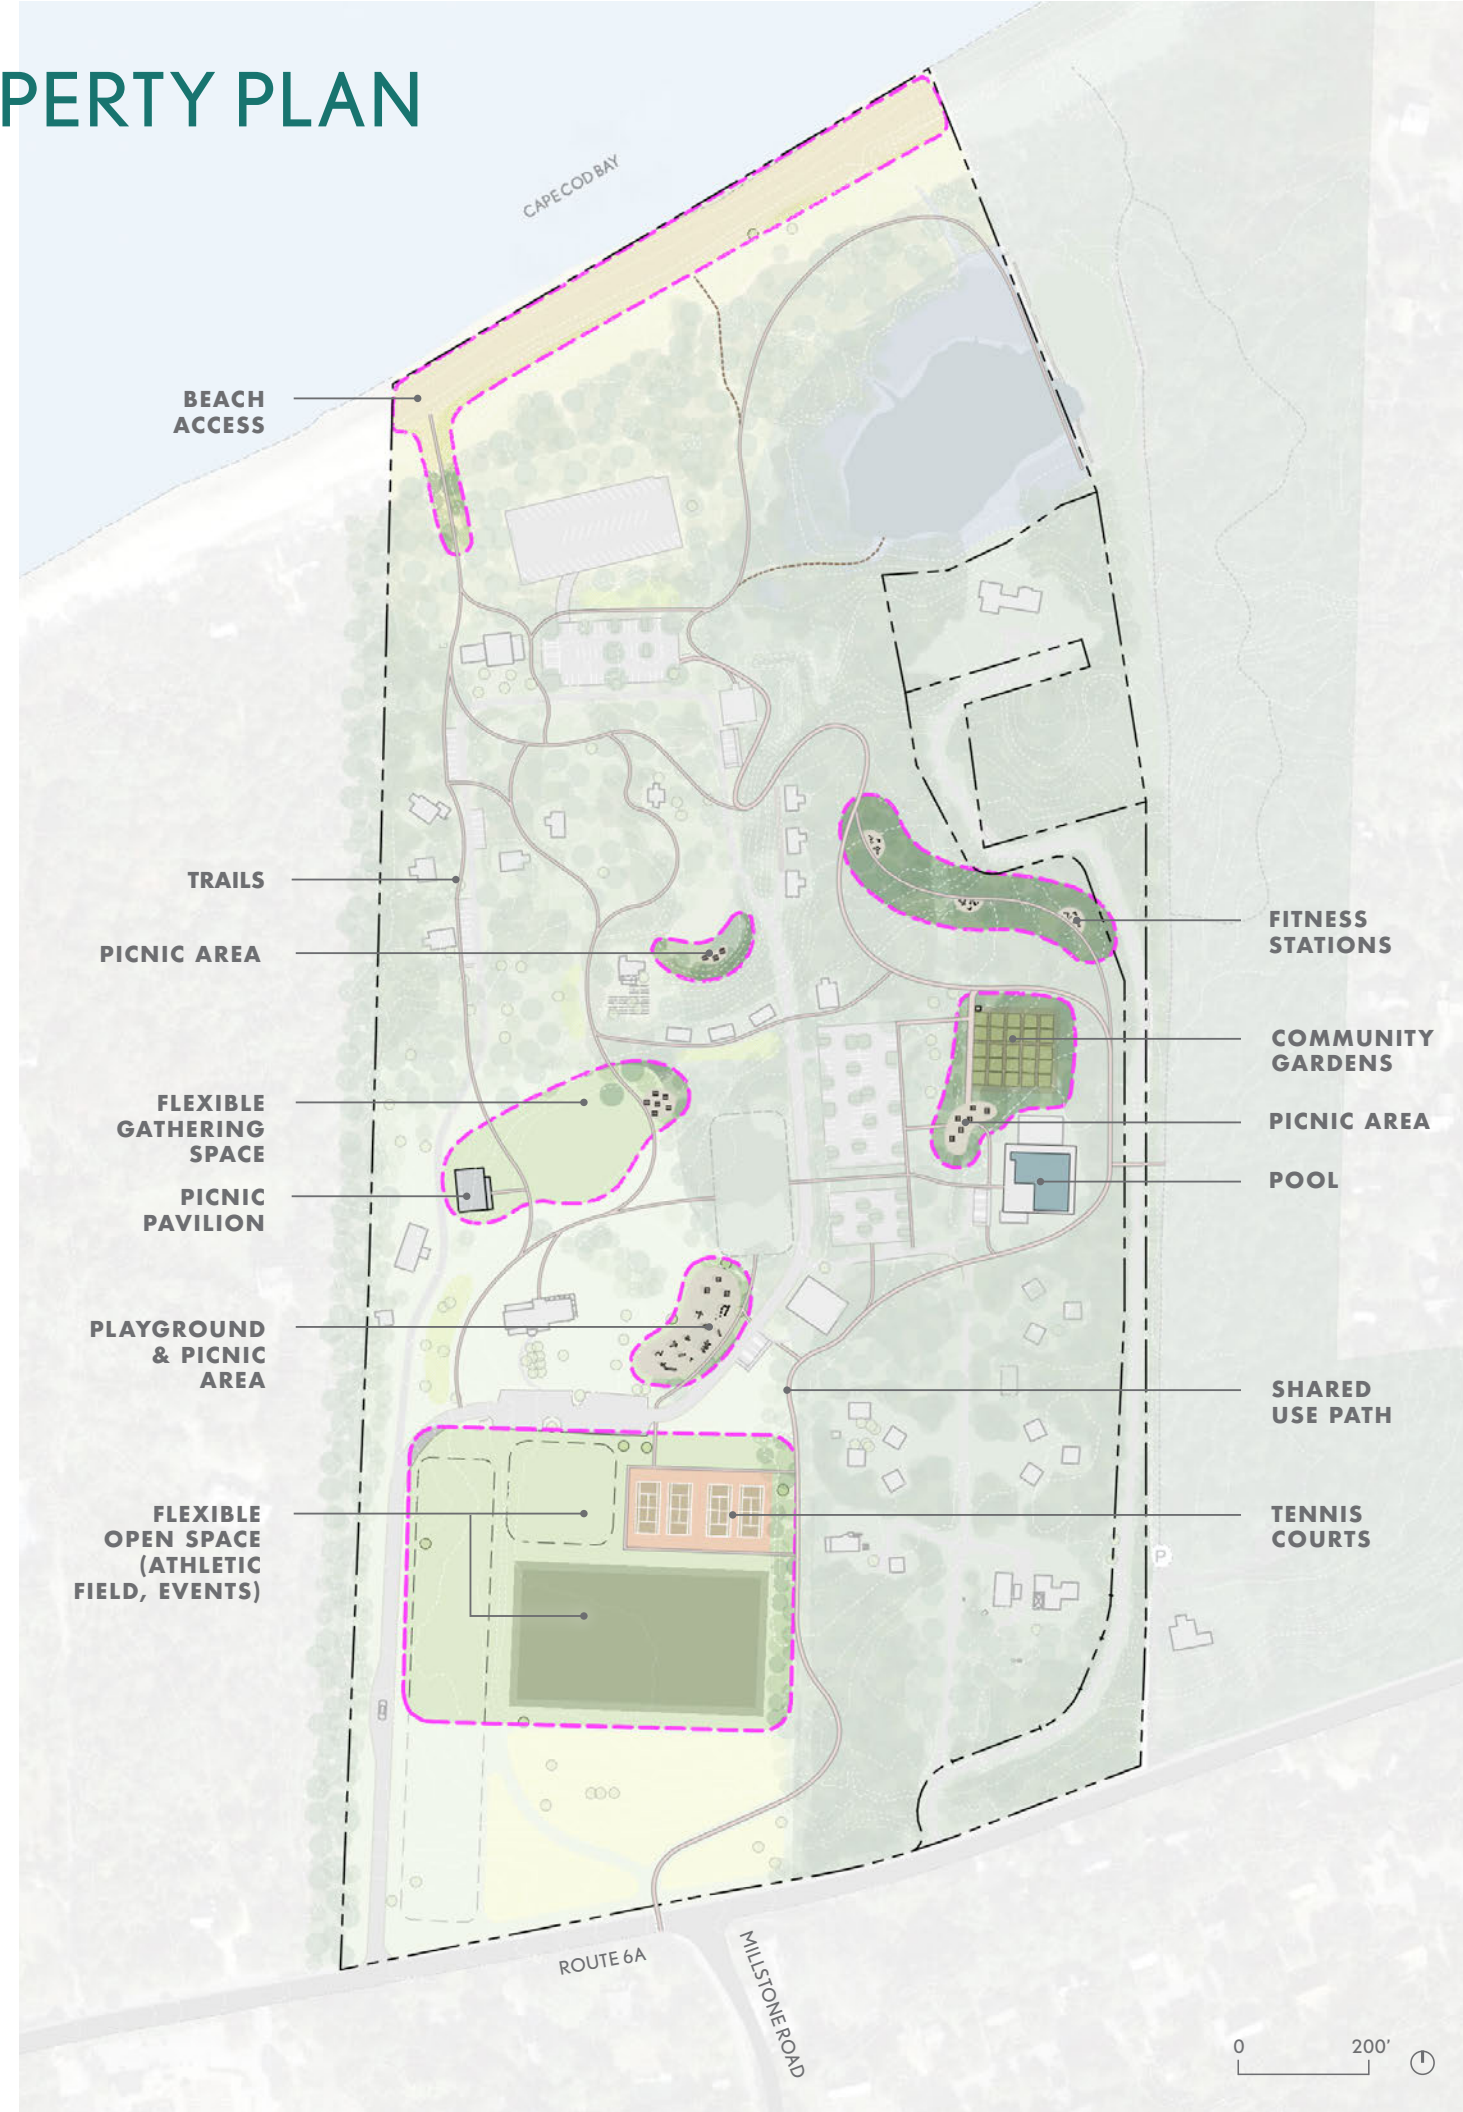 PERTY PLAN
CAPE COD BAY
BEACH
ACCESS
TRAILS
PICNIC AREA
FITNESS
STATIONS
COMMUNITY
GARDENS
FLEXIBLE
GATHERING
SPACE
PICNIC AREA
PICNIC
PAVILION
POOL
PLAYGROUND
& PICNIC
AREA
SHARED
USE PATH
FLEXIBLE
OPEN SPACE
(ATHLETIC
FIELD, EVENTS)
TENNIS
COURTS
P
ROUTE 6A
MILLSTONE ROAD
0 200'